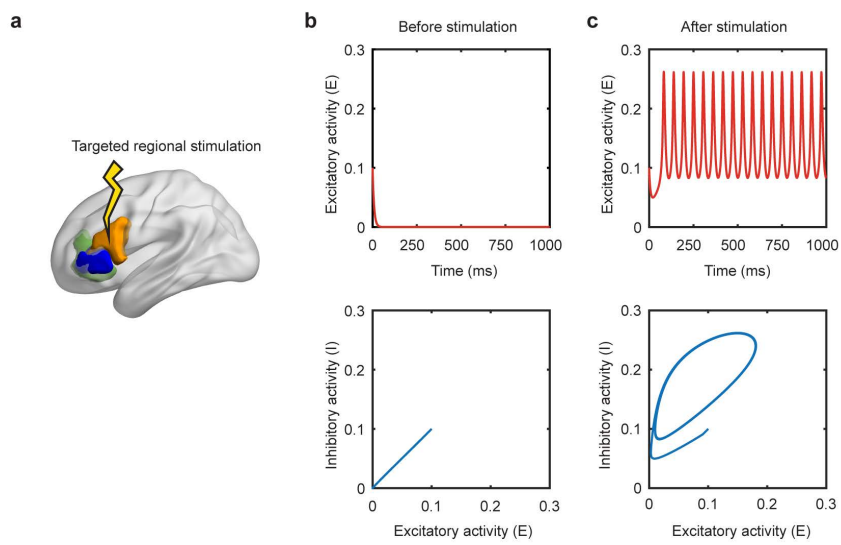 a
Targeted regional stimulation
b
Before stimulation
Excitatory activity (E)
0.3
0.2
0.1
0
0 250 500 750 1000
Time (ms)
c
After stimulation
Excitatory activity (E)
0.3
0.2
0.1
0
0 250 500 750 1000
Time (ms)
Inhibitory activity (I)
0.3
0.2
0.1
0
0 0.1 0.2 0.3
Excitatory activity (E)
Inhibitory activity (I)
0.3
0.2
0.1
0
0 0.1 0.2 0.3
Excitatory activity (E)